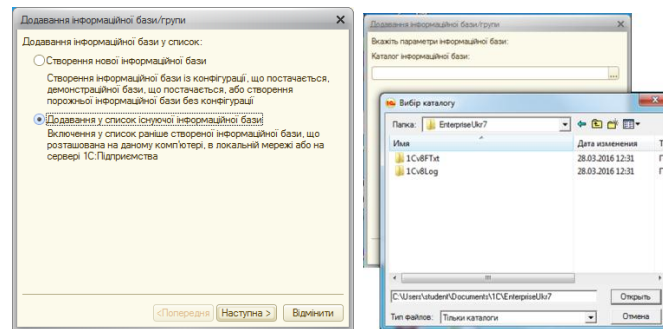 Додавання інформаційної бази/групи
Додавання інформаційної бази у список:
Створення нової інформаційної бази
Створення інформаційної бази із конфігурації, що постачається,
демонстраційної бази, що постачається, або створення
порожньої інформаційної бази без конфігурації
Додавання у список існуючої інформаційної бази
Включення у список раніше створеної інформаційної бази, що
розташована на даному комп'ютері, в локальній мережі або на
сервері 1С:Підприємства
<Попередня
Наступна >
Відмінити
Додавання інформаційної бази/групи
Вкажіть параметри інформаційної бази:
Каталог інформаційної бази:
...
Вибір каталогу
Папка: EnterpriseUkr7
Имя Дата изменения Т
1Cv8FTxt 28.03.2016 12:31 П
1Cv8Log 28.03.2016 12:31 П
C:\Users\student\Documents\1C\EnterpriseUkr7 Открыть
Тип файлов: Тільки каталоги Отмена